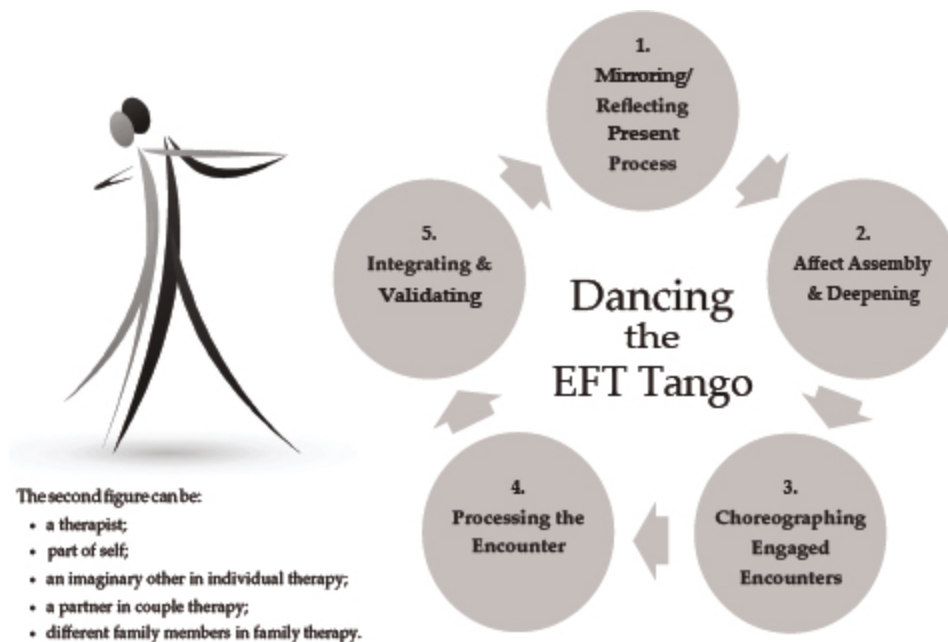 1.
Mirroring/
Reflecting
Present
Process
2.
Affect Assembly
& Deepening
3.
Choreographing
Engaged
Encounters
4.
Processing the
Encounter
5.
Integrating &
Validating
Dancing
the
EFT Tango
The second figure can be:
• a therapist;
• part of self;
• an imaginary other in individual therapy;
• a partner in couple therapy;
• different family members in family therapy.